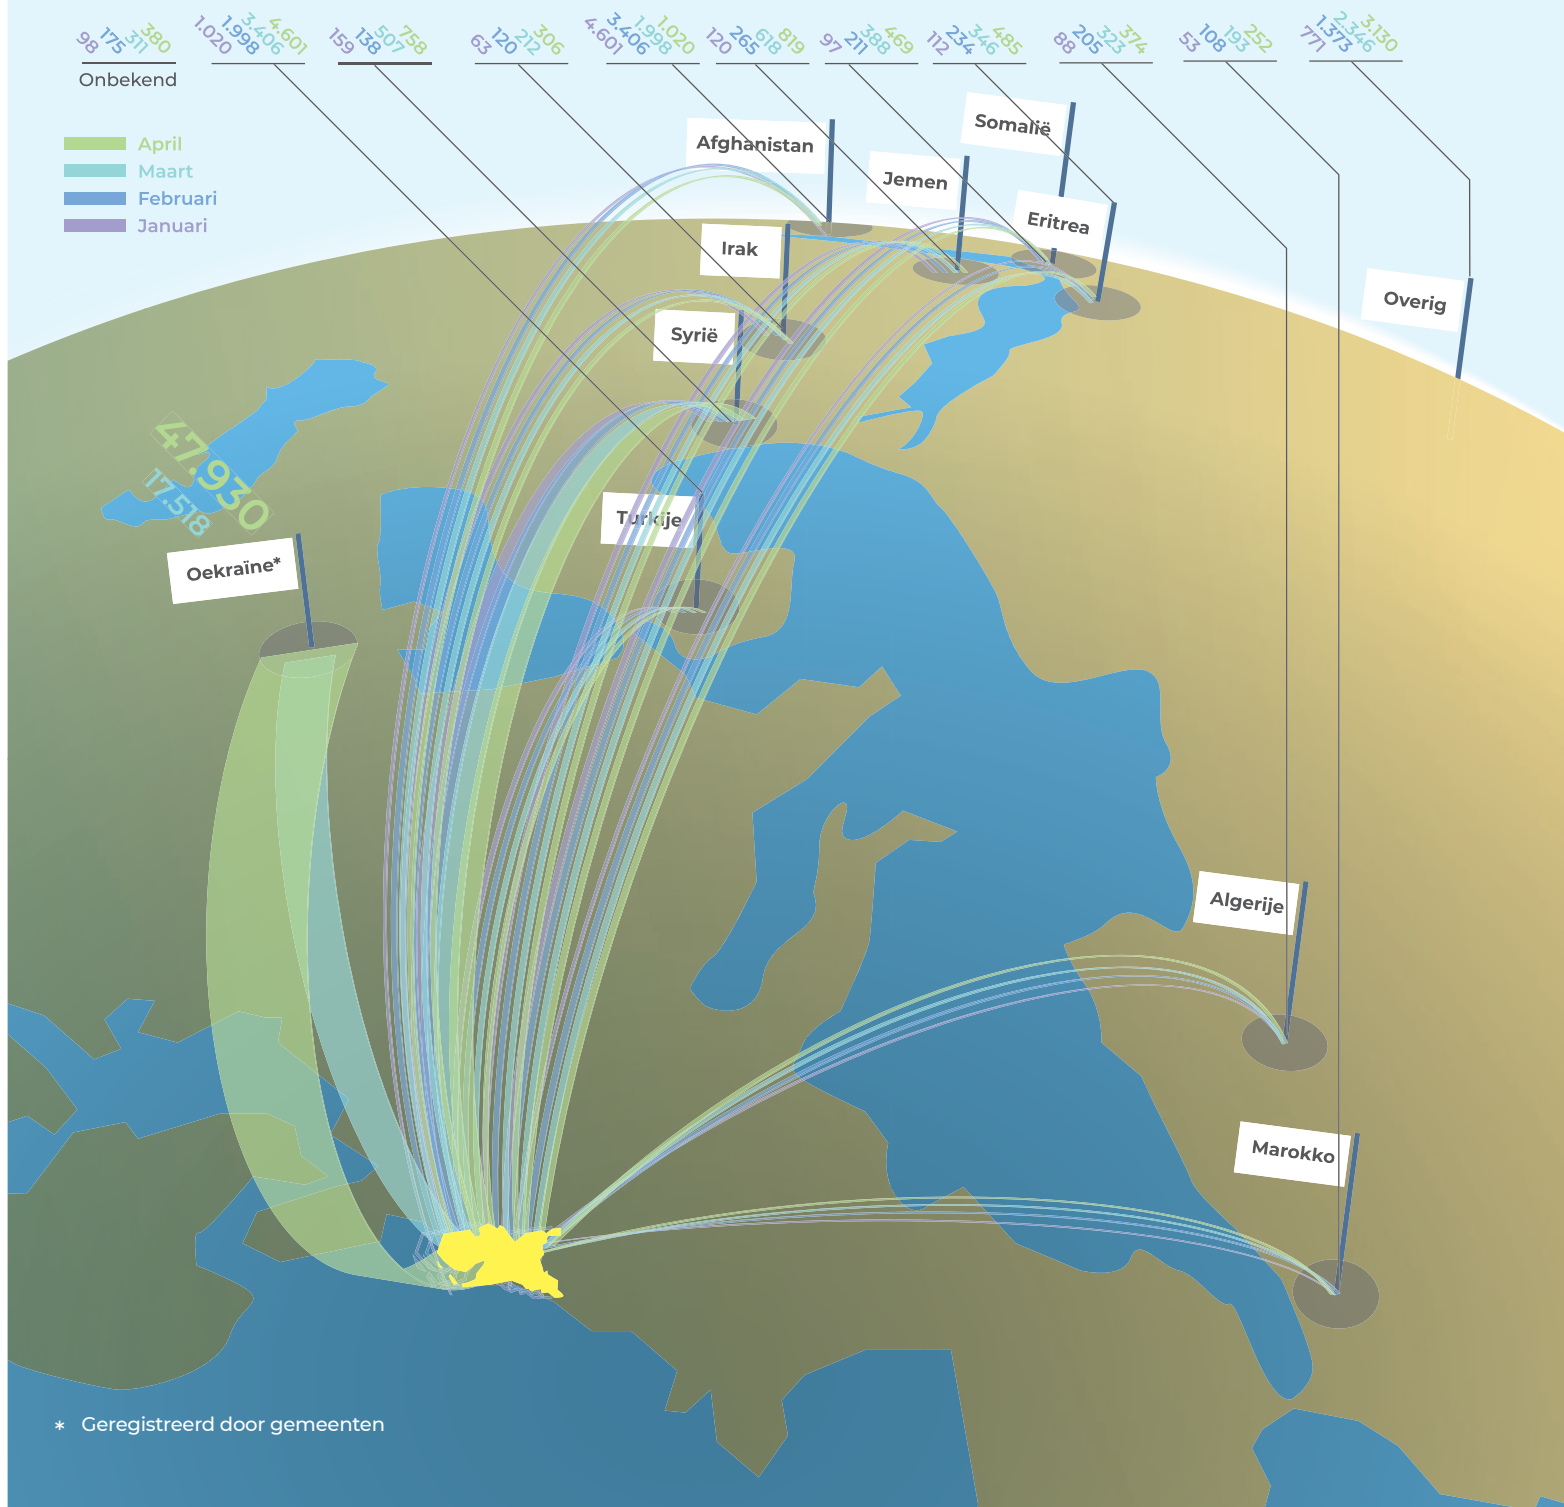 98 175 311 380
1.020 1.998 3.406 4.601
159 138 507 758
63 120 212 306
4.601 3.406 1.998 1.020
120 265 618 819
97 211 388 469
112 234 346 485
88 205 323 374
53 108 193 252
771 1.373 2.346 3.130
Onbekend
April
Maart
Februari
Januari
Afghanistan
Somalië
Jemen
Eritrea
Irak
Overig
Syrië
47.930
17.518
Turkije
Oekraïne*
Algerije
Marokko
* Geregistreerd door gemeenten